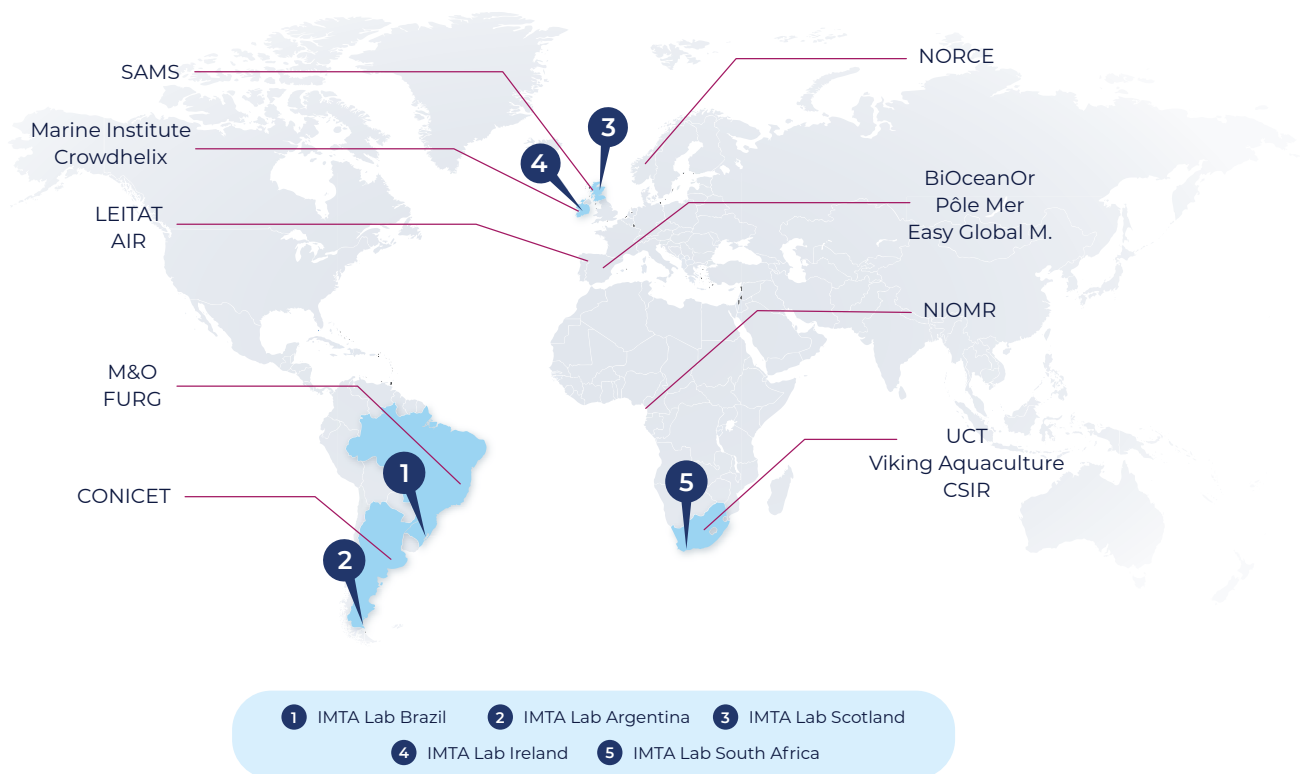 SAMS
NORCE
3
Marine Institute
Crowdhelix
4
BiOceanOr
Pôle Mer
Easy Global M.
LEITAT
AIR
NIOMR
M&O
FURG
UCT
Viking Aquaculture
CSIR
1
5
CONICET
2
1 IMTA Lab Brazil 2 IMTA Lab Argentina 3 IMTA Lab Scotland
4 IMTA Lab Ireland 5 IMTA Lab South Africa